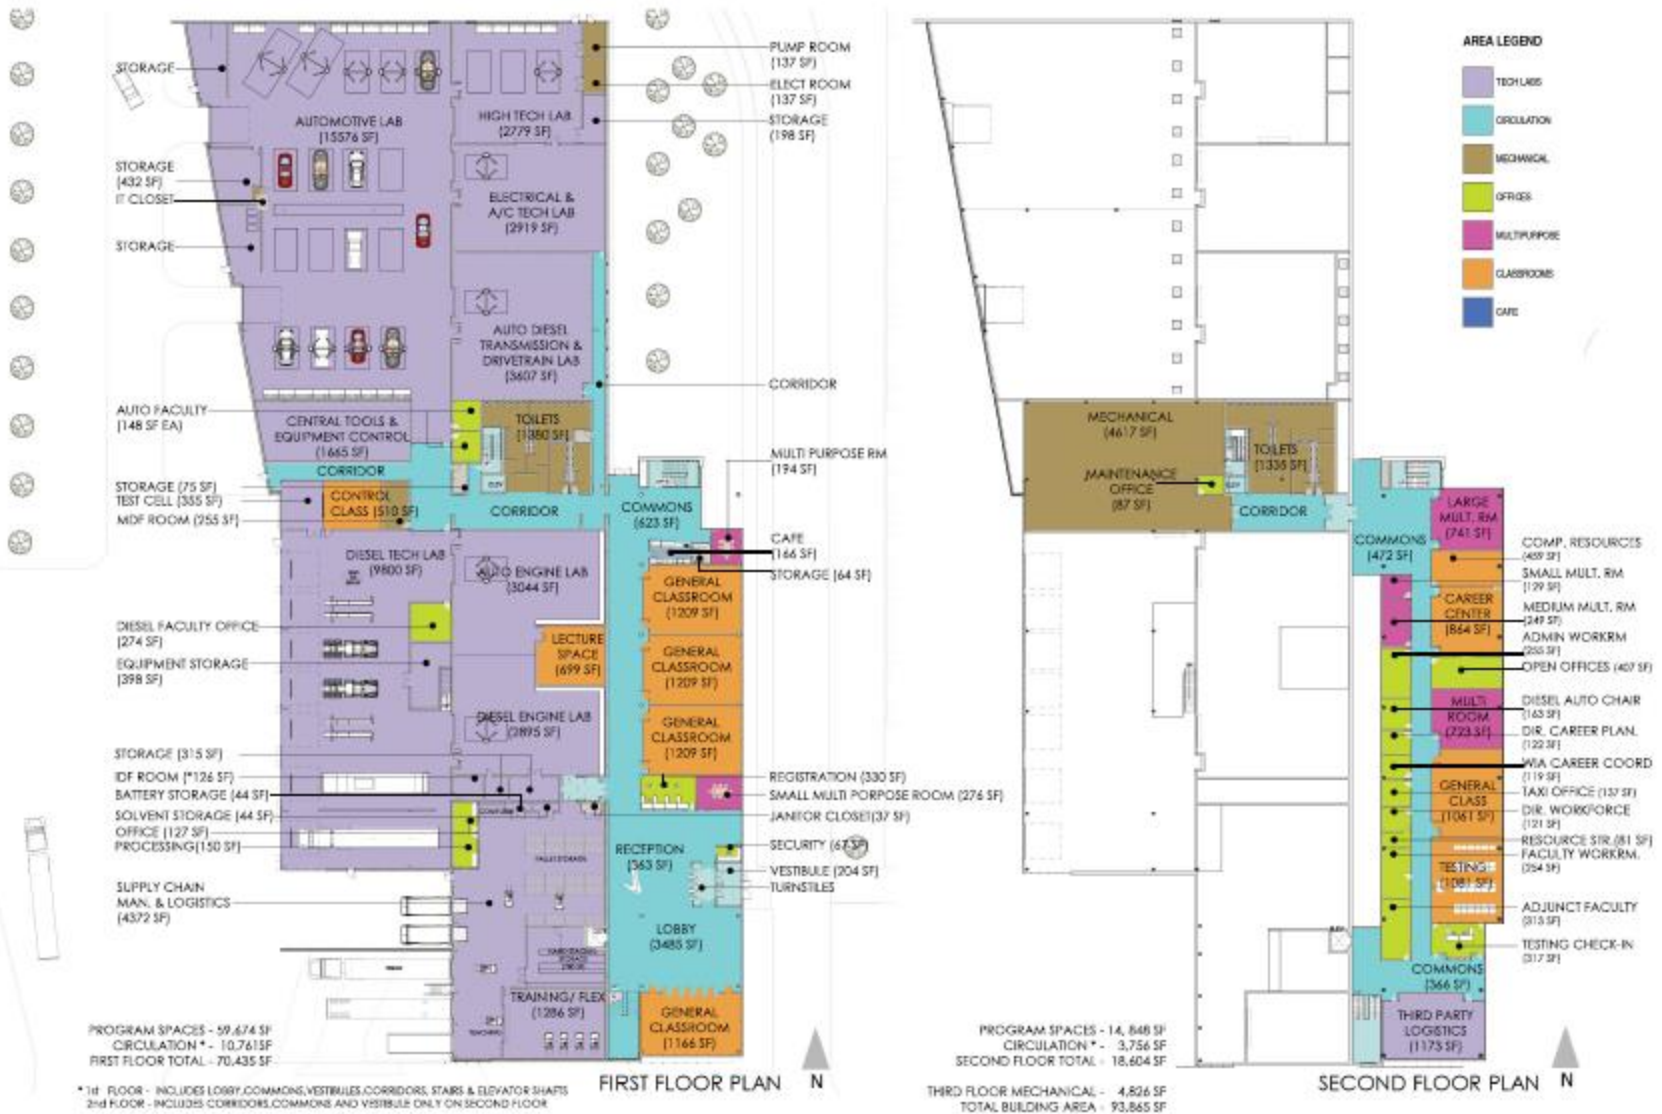 STORAGE
AUTOMOTIVE LAB
(15576 SF)
HIGH TECH LAB
(2779 SF)
PUMP ROOM
(137 SF)
ELECT ROOM
(137 SF)
STORAGE
(198 SF)
STORAGE
(432 SF)
IT CLOSET
STORAGE
ELECTRICAL &
A/C TECH LAB
(2919 SF)
AUTO DIESEL
TRANSMISSION &
DRIVETRAIN LAB
(3607 SF)
CORRIDOR
AUTO FACULTY
(148 SF EA)
CENTRAL TOOLS &
EQUIPMENT CONTROL
(1665 SF)
TOILETS
(1380 SF)
CORRIDOR
ELEV
STORAGE (75 SF)
TEST CELL (355 SF)
MDF ROOM (255 SF)
CONTROL
CLASS (510 SF)
CORRIDOR
COMMONS
(623 SF)
MULTI PURPOSE RM
(194 SF)
CAFE
(166 SF)
STORAGE (64 SF)
DIESEL TECH LAB
(9800 SF)
AUTO ENGINE LAB
(3044 SF)
GENERAL
CLASSROOM
(1209 SF)
DIESEL FACULTY OFFICE
(274 SF)
EQUIPMENT STORAGE
(398 SF)
LECTURE
SPACE
(699 SF)
GENERAL
CLASSROOM
(1209 SF)
DIESEL ENGINE LAB
(2895 SF)
GENERAL
CLASSROOM
(1209 SF)
STORAGE (315 SF)
IDF ROOM (*126 SF)
BATTERY STORAGE (44 SF)
SOLVENT STORAGE (44 SF)
OFFICE (127 SF)
PROCESSING(150 SF)
REGISTRATION (330 SF)
SMALL MULTI PORPOSE ROOM (276 SF)
JANITOR CLOSET(37 SF)
SECURITY (67 SF)
VESTIBULE (204 SF)
TURNSTILES
RECEPTION
(363 SF)
SUPPLY CHAIN
MAN. & LOGISTICS
(4372 SF)
LOBBY
(3485 SF)
TRAINING/ FLEX
(1286 SF)
GENERAL
CLASSROOM
(1166 SF)
PROGRAM SPACES - 59,674 SF
CIRCULATION * - 10,761SF
FIRST FLOOR TOTAL - 70,435 SF
FIRST FLOOR PLAN
N
* 1st FLOOR - INCLUDES LOBBY,COMMONS,VESTIBULES,CORRIDORS, STAIRS & ELEVATOR SHAFTS
2nd FLOOR - INCLUDES CORRIDORS,COMMONS AND VESTIBULE ONLY ON SECOND FLOOR
AREA LEGEND
TECH LABS
CIRCULATION
MECHANICAL
OFFICES
MULTIPURPOSE
CLASSROOMS
CAFE
MECHANICAL
(4617 SF)
TOILETS
(1335 SF)
MAINTENANCE
OFFICE
(87 SF)
ELEV
CORRIDOR
COMMONS
(472 SF)
LARGE
MULT. RM
(741 SF)
COMP. RESOURCES
(459 SF)
SMALL MULT. RM
(129 SF)
CAREER
CENTER
(864 SF)
MEDIUM MULT. RM
(249 SF)
ADMIN WORKRM
(255 SF)
OPEN OFFICES (407 SF)
MULTI
ROOM
(723 SF)
DIESEL AUTO CHAIR
(163 SF)
DIR. CAREER PLAN.
(122 SF)
WIA CAREER COORD
(119 SF)
GENERAL
CLASS
(1061 SF)
TAXI OFFICE (137 SF)
DIR. WORKFORCE
(121 SF)
RESOURCE STR.(81 SF)
FACULTY WORKRM.
(254 SF)
TESTING
(1081 SF)
ADJUNCT FACULTY
(313 SF)
TESTING CHECK-IN
(317 SF)
COMMONS
(366 SF)
THIRD PARTY
LOGISTICS
(1173 SF)
PROGRAM SPACES - 14, 848 SF
CIRCULATION * - 3,756 SF
SECOND FLOOR TOTAL - 18,604 SF
THIRD FLOOR MECHANICAL - 4,826 SF
TOTAL BUILDING AREA - 93,865 SF
SECOND FLOOR PLAN
N